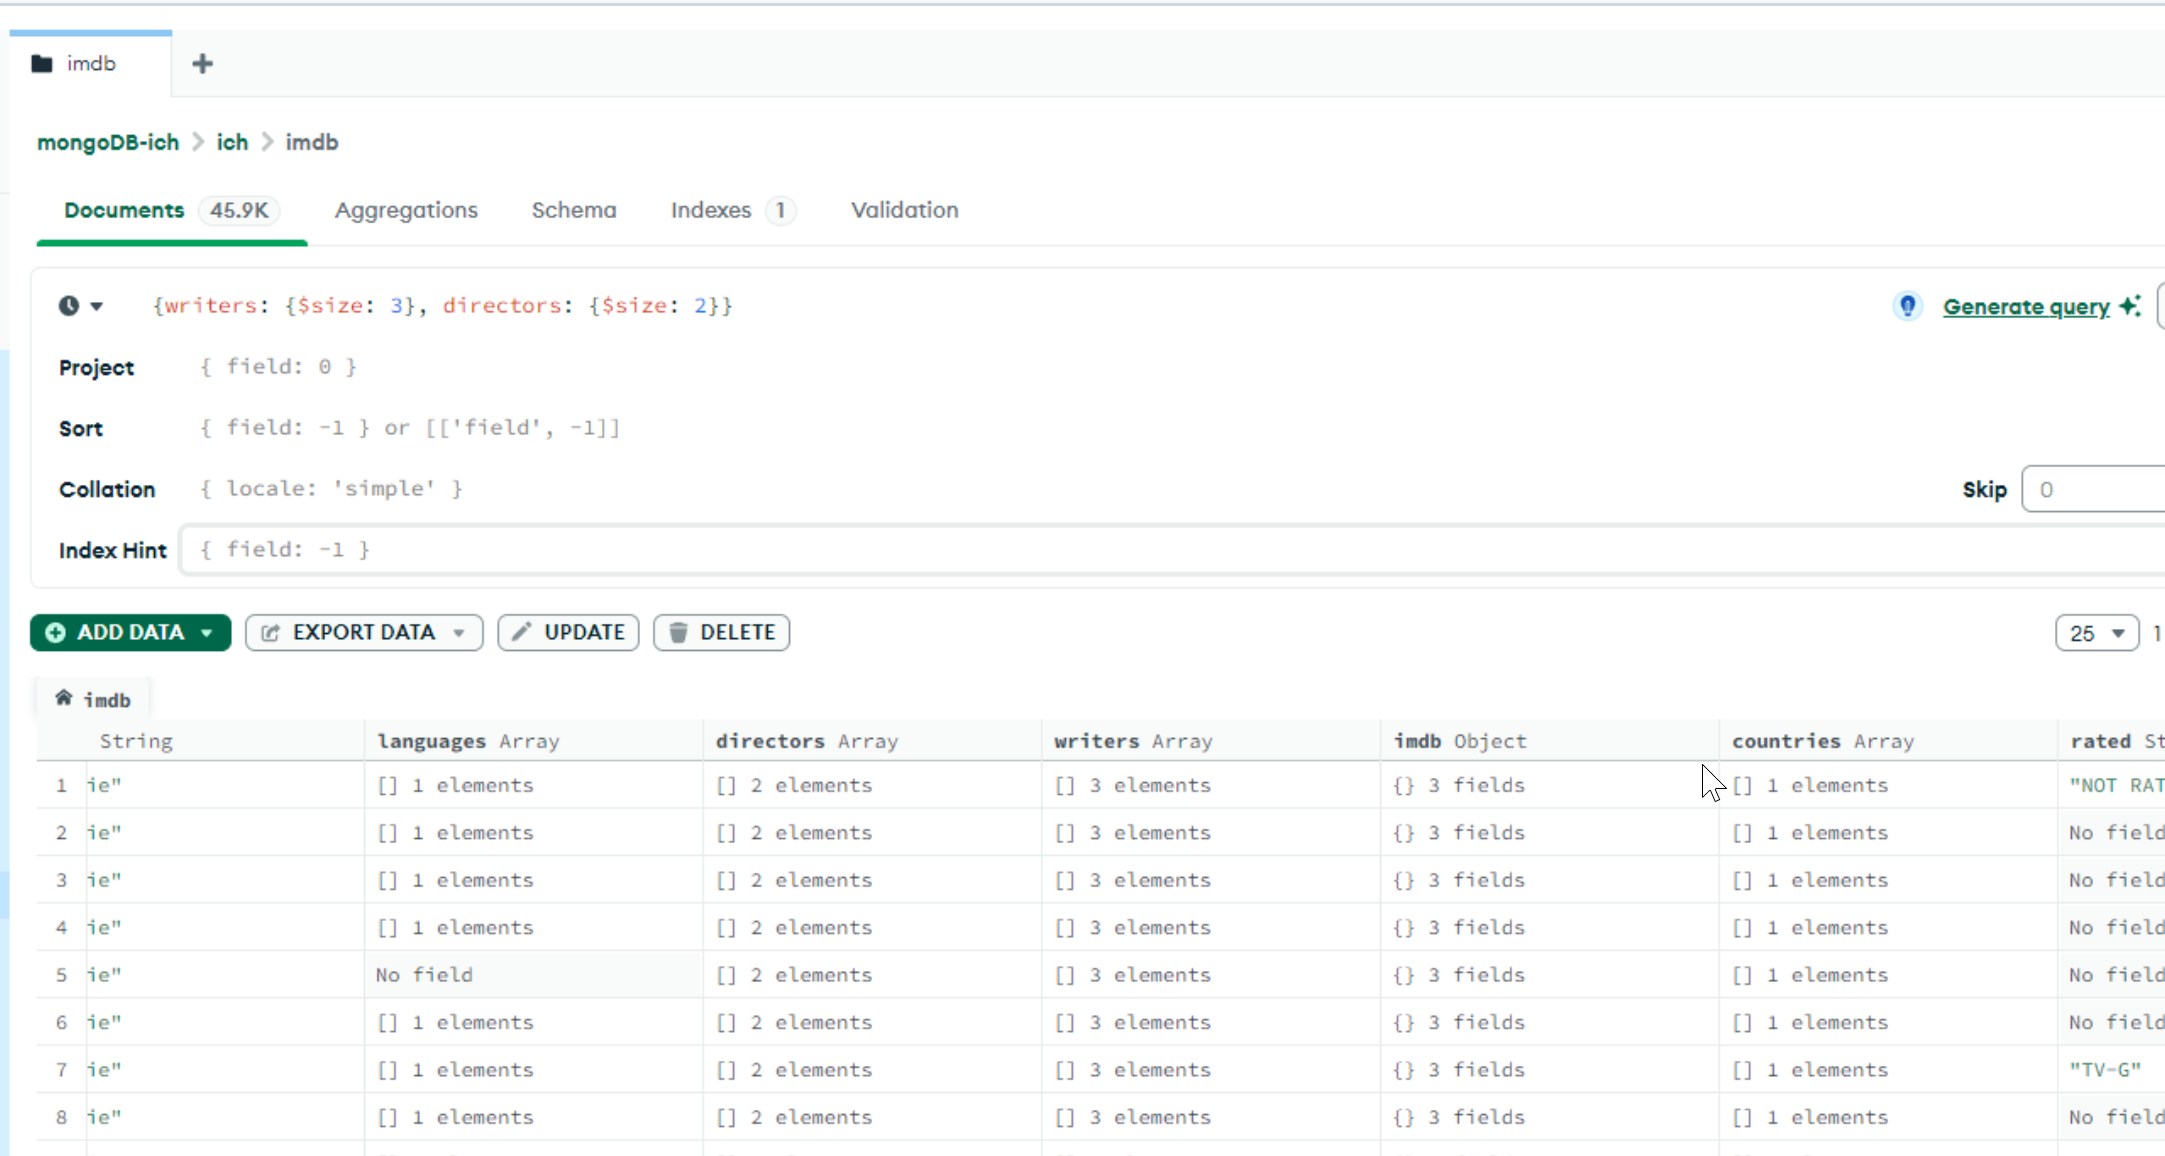 imdb
mongoDB-ich > ich > imdb
Documents 45.9K Aggregations Schema Indexes 1 Validation
{writers: {$size: 3}, directors: {$size: 2}} Generate query
Project { field: 0 }
Sort { field: -1 } or [['field', -1]]
Collation { locale: 'simple' } Skip 0
Index Hint { field: -1 }
ADD DATA EXPORT DATA UPDATE DELETE 25 1
imdb
String languages Array directors Array writers Array imdb Object countries Array rated St
1 ie" [] 1 elements [] 2 elements [] 3 elements {} 3 fields [] 1 elements "NOT RAT
2 ie" [] 1 elements [] 2 elements [] 3 elements {} 3 fields [] 1 elements No field
3 ie" [] 1 elements [] 2 elements [] 3 elements {} 3 fields [] 1 elements No field
4 ie" [] 1 elements [] 2 elements [] 3 elements {} 3 fields [] 1 elements No field
5 ie" No field [] 2 elements [] 3 elements {} 3 fields [] 1 elements No field
6 ie" [] 1 elements [] 2 elements [] 3 elements {} 3 fields [] 1 elements No field
7 ie" [] 1 elements [] 2 elements [] 3 elements {} 3 fields [] 1 elements "TV-G"
8 ie" [] 1 elements [] 2 elements [] 3 elements {} 3 fields [] 1 elements No field